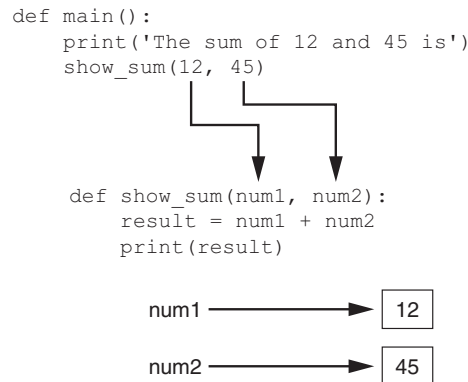 def main():
    print('The sum of 12 and 45 is')
    show_sum(12, 45)
def show_sum(num1, num2):
    result = num1 + num2
    print(result)
num1 12
num2 45